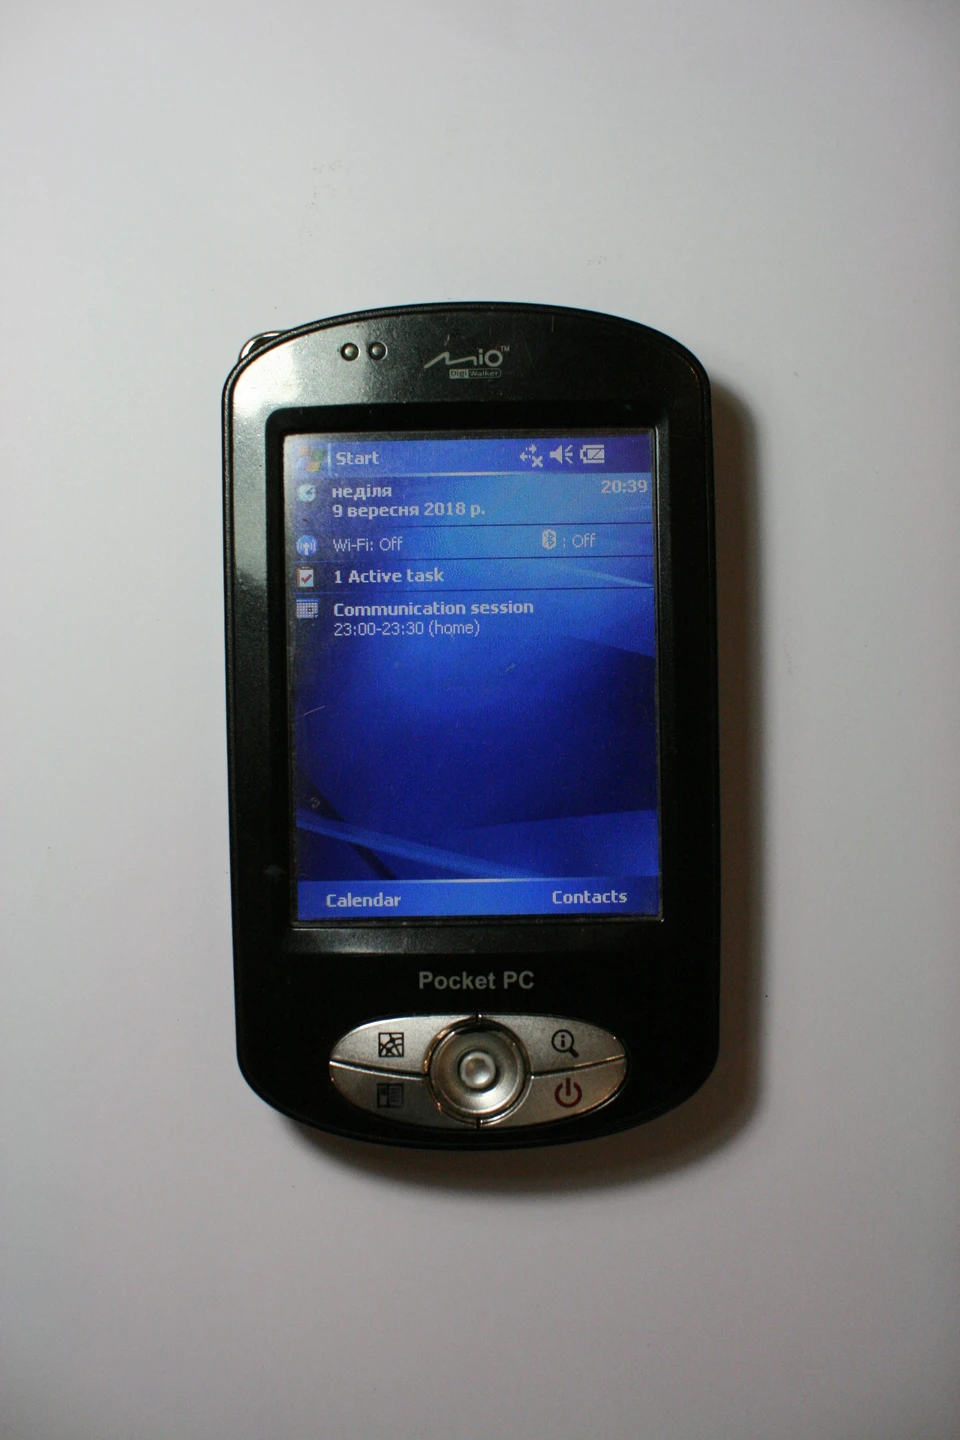 Mio™
DigiWalker
Start
неділя 20:39
9 вересня 2018 р.
Wi-Fi: Off : Off
1 Active task
Communication session
23:00-23:30 (home)
Calendar Contacts
Pocket PC